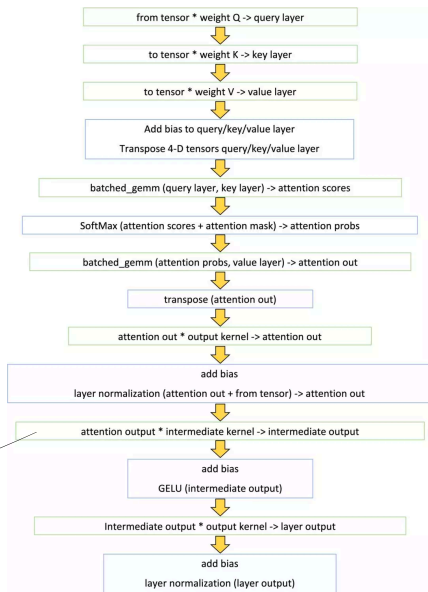 from tensor * weight Q -> query layer
to tensor * weight K -> key layer
to tensor * weight V -> value layer
Add bias to query/key/value layer
Transpose 4-D tensors query/key/value layer
batched_gemm (query layer, key layer) -> attention scores
SoftMax (attention scores + attention mask) -> attention probs
batched_gemm (attention probs, value layer) -> attention out
transpose (attention out)
attention out * output kernel -> attention out
add bias
layer normalization (attention out + from tensor) -> attention out
attention output * intermediate kernel -> intermediate output
add bias
GELU (intermediate output)
Intermediate output * output kernel -> layer output
add bias
layer normalization (layer output)